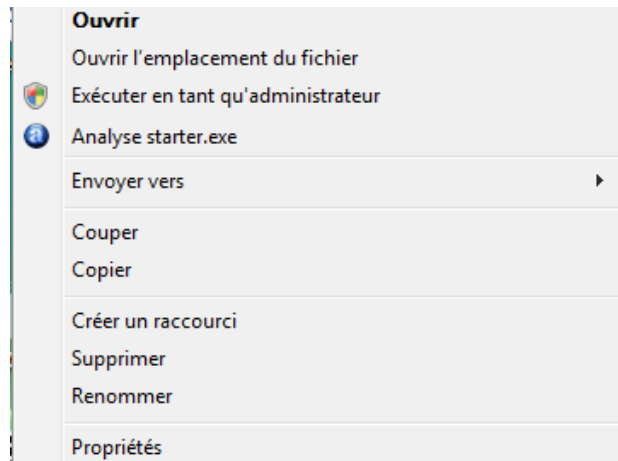 Ouvrir
Ouvrir l'emplacement du fichier
Exécuter en tant qu'administrateur
Analyse starter.exe
Envoyer vers
Couper
Copier
Créer un raccourci
Supprimer
Renommer
Propriétés